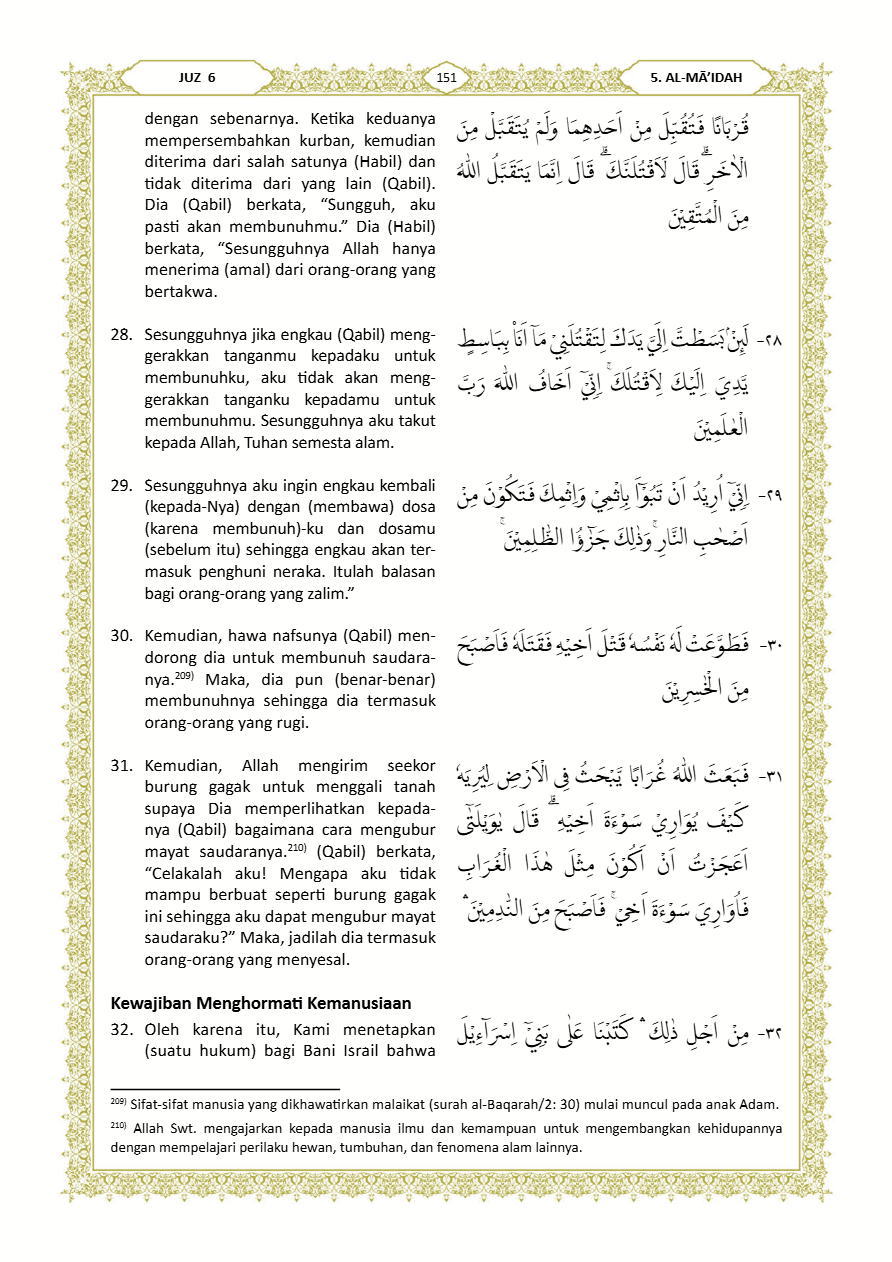 JUZ 6
151
5. AL-MĀ’IDAH
dengan sebenarnya. Ketika keduanya
mempersembahkan kurban, kemudian
diterima dari salah satunya (Habil) dan
tidak diterima dari yang lain (Qabil).
Dia (Qabil) berkata, “Sungguh, aku
pasti akan membunuhmu.” Dia (Habil)
berkata, “Sesungguhnya Allah hanya
menerima (amal) dari orang-orang yang
bertakwa.
قُرْبَانًا فَتُقُبِّلَ مِنْ اَحَدِهِمَا وَلَمْ يُتَقَبَّلْ مِنَ
الْاٰخَرِۗ قَالَ لَاَقْتُلَنَّكَ ۗ قَالَ اِنَّمَا يَتَقَبَّلُ اللّٰهُ
مِنَ الْمُتَّقِيْنَ
28. Sesungguhnya jika engkau (Qabil) meng-
gerakkan tanganmu kepadaku untuk
membunuhku, aku tidak akan meng-
gerakkan tanganku kepadamu untuk
membunuhmu. Sesungguhnya aku takut
kepada Allah, Tuhan semesta alam.
٢٨- لَىِٕنْۢ بَسَطْتَّ اِلَيَّ يَدَكَ لِتَقْتُلَنِيْ مَآ اَنَا۠ بِبَاسِطٍ
يَّدِيَ اِلَيْكَ لِاَقْتُلَكَۚ اِنِّيْٓ اَخَافُ اللّٰهَ رَبَّ
الْعٰلَمِيْنَ
29. Sesungguhnya aku ingin engkau kembali
(kepada-Nya) dengan (membawa) dosa
(karena membunuh)-ku dan dosamu
(sebelum itu) sehingga engkau akan ter-
masuk penghuni neraka. Itulah balasan
bagi orang-orang yang zalim.”
٢٩- اِنِّيْٓ اُرِيْدُ اَنْ تَبُوْۤاَ بِاِثْمِيْ وَاِثْمِكَ فَتَكُوْنَ مِنْ
اَصْحٰبِ النَّارِۚ وَذٰلِكَ جَزٰۤؤُا الظّٰلِمِيْنَۚ
30. Kemudian, hawa nafsunya (Qabil) men-
dorong dia untuk membunuh saudara-
nya.²⁰⁹⁾ Maka, dia pun (benar-benar)
membunuhnya sehingga dia termasuk
orang-orang yang rugi.
٣٠- فَطَوَّعَتْ لَهٗ نَفْسُهٗ قَتْلَ اَخِيْهِ فَقَتَلَهٗ فَاَصْبَحَ
مِنَ الْخٰسِرِيْنَ
31. Kemudian, Allah mengirim seekor
burung gagak untuk menggali tanah
supaya Dia memperlihatkan kepada-
nya (Qabil) bagaimana cara mengubur
mayat saudaranya.²¹⁰⁾ (Qabil) berkata,
“Celakalah aku! Mengapa aku tidak
mampu berbuat seperti burung gagak
ini sehingga aku dapat mengubur mayat
saudaraku?” Maka, jadilah dia termasuk
orang-orang yang menyesal.
٣١- فَبَعَثَ اللّٰهُ غُرَابًا يَّبْحَثُ فِى الْاَرْضِ لِيُرِيَهٗ
كَيْفَ يُوَارِيْ سَوْءَةَ اَخِيْهِ ۗ قَالَ يٰوَيْلَتٰٓى
اَعَجَزْتُ اَنْ اَكُوْنَ مِثْلَ هٰذَا الْغُرَابِ
فَاُوَارِيَ سَوْءَةَ اَخِيْۚ فَاَصْبَحَ مِنَ النّٰدِمِيْنَ ۛ
Kewajiban Menghormati Kemanusiaan
32. Oleh karena itu, Kami menetapkan
(suatu hukum) bagi Bani Israil bahwa
٣٢- مِنْ اَجْلِ ذٰلِكَ ۛ كَتَبْنَا عَلٰى بَنِيْٓ اِسْرَاۤءِيْلَ
²⁰⁹⁾ Sifat-sifat manusia yang dikhawatirkan malaikat (surah al-Baqarah/2: 30) mulai muncul pada anak Adam.
²¹⁰⁾ Allah Swt. mengajarkan kepada manusia ilmu dan kemampuan untuk mengembangkan kehidupannya
dengan mempelajari perilaku hewan, tumbuhan, dan fenomena alam lainnya.